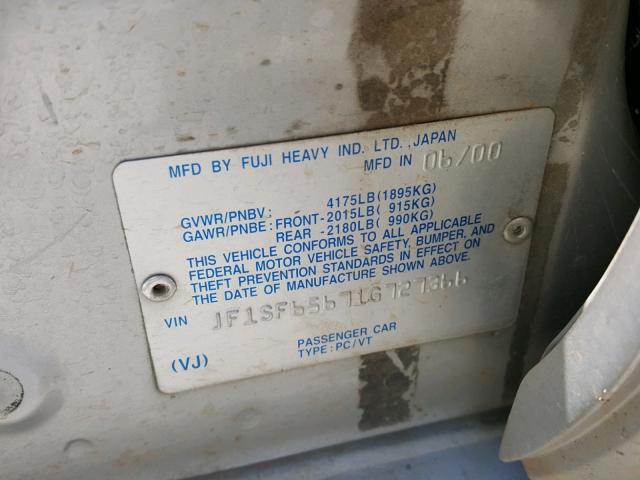 MFD BY FUJI HEAVY IND. LTD., JAPAN
MFD IN 06/00
GVWR/PNBV: 4175LB(1895KG)
GAWR/PNBE: FRONT-2015LB( 915KG)
REAR -2180LB( 990KG)
THIS VEHICLE CONFORMS TO ALL APPLICABLE
FEDERAL MOTOR VEHICLE SAFETY, BUMPER, AND
THEFT PREVENTION STANDARDS IN EFFECT ON
THE DATE OF MANUFACTURE SHOWN ABOVE.
VIN JF1SF65671G727366
PASSENGER CAR
(VJ) TYPE: PC/VT